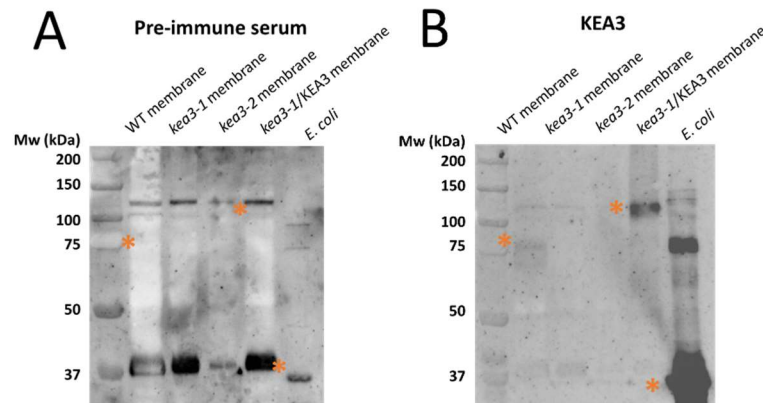 A
Pre-immune serum
WT membrane
kea3-1 membrane
kea3-2 membrane
kea3-1/KEA3 membrane
E. coli
Mw (kDa)
200
150
100
75
*
*
50
37
*
B
KEA3
WT membrane
kea3-1 membrane
kea3-2 membrane
kea3-1/KEA3 membrane
E. coli
Mw (kDa)
200
150
*
100
*
75
50
37
*